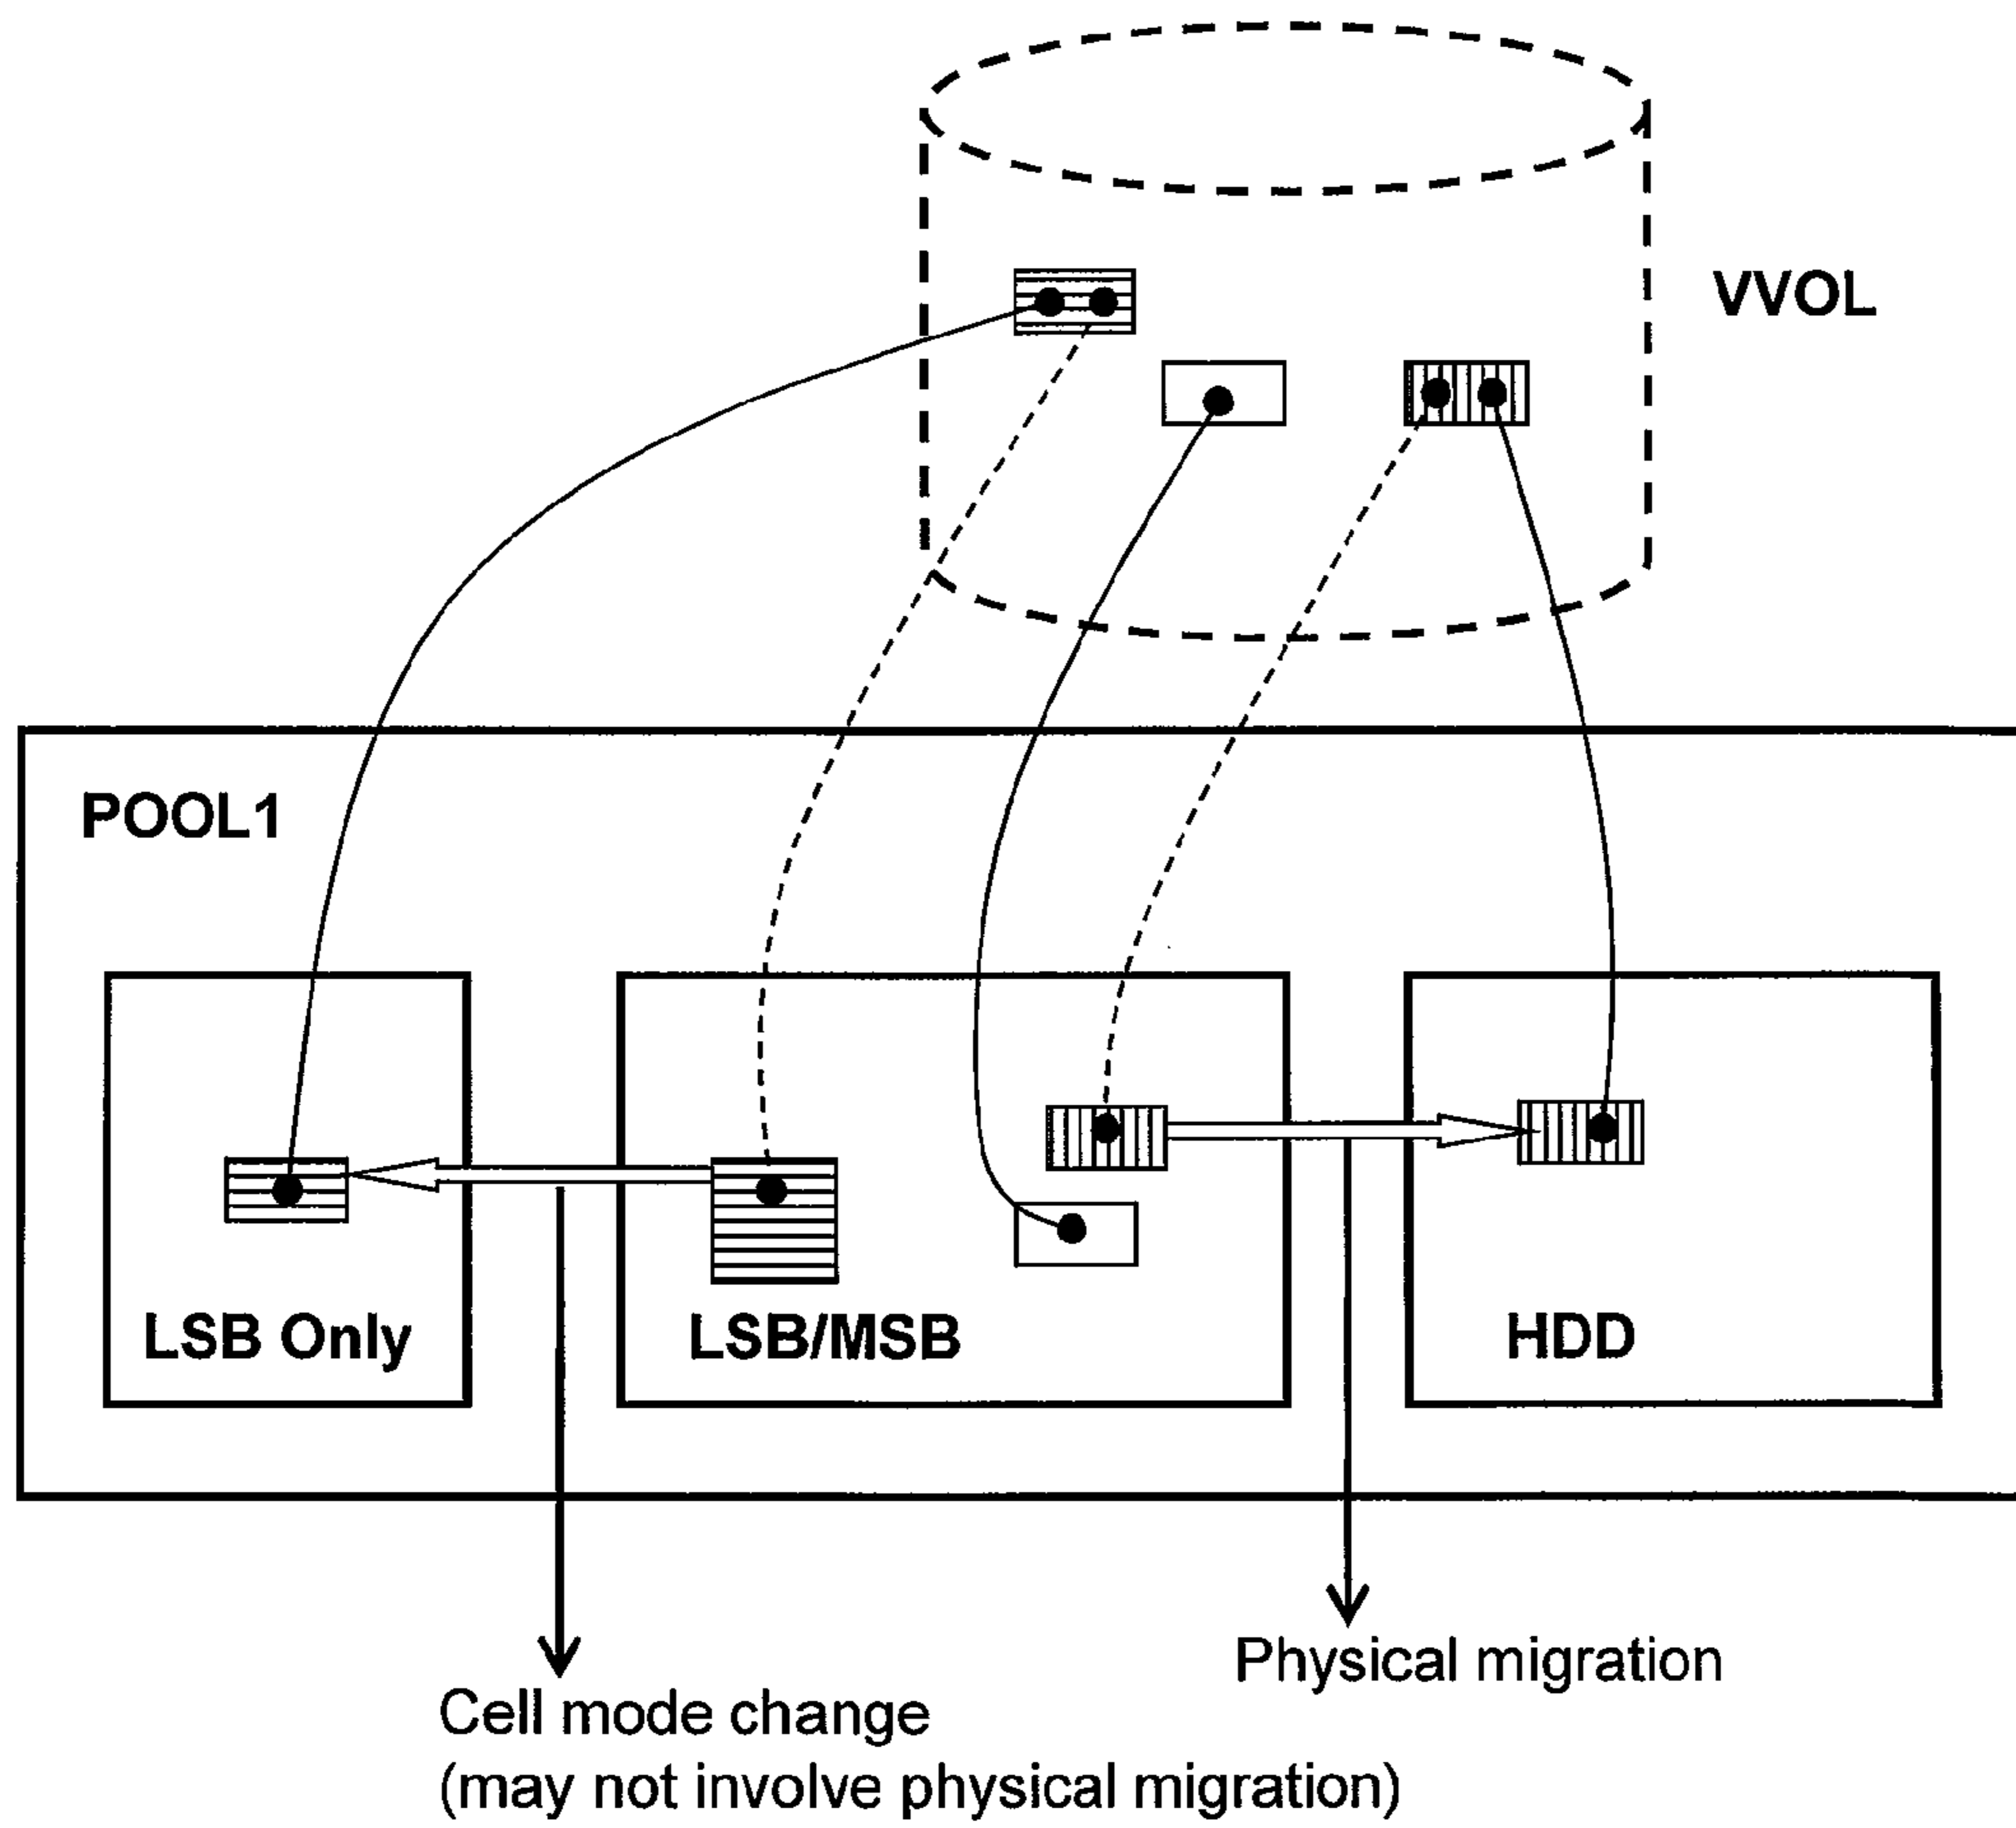 VVOL
POOL1
LSB Only
LSB/MSB
HDD
Physical migration
Cell mode change
(may not involve physical migration)